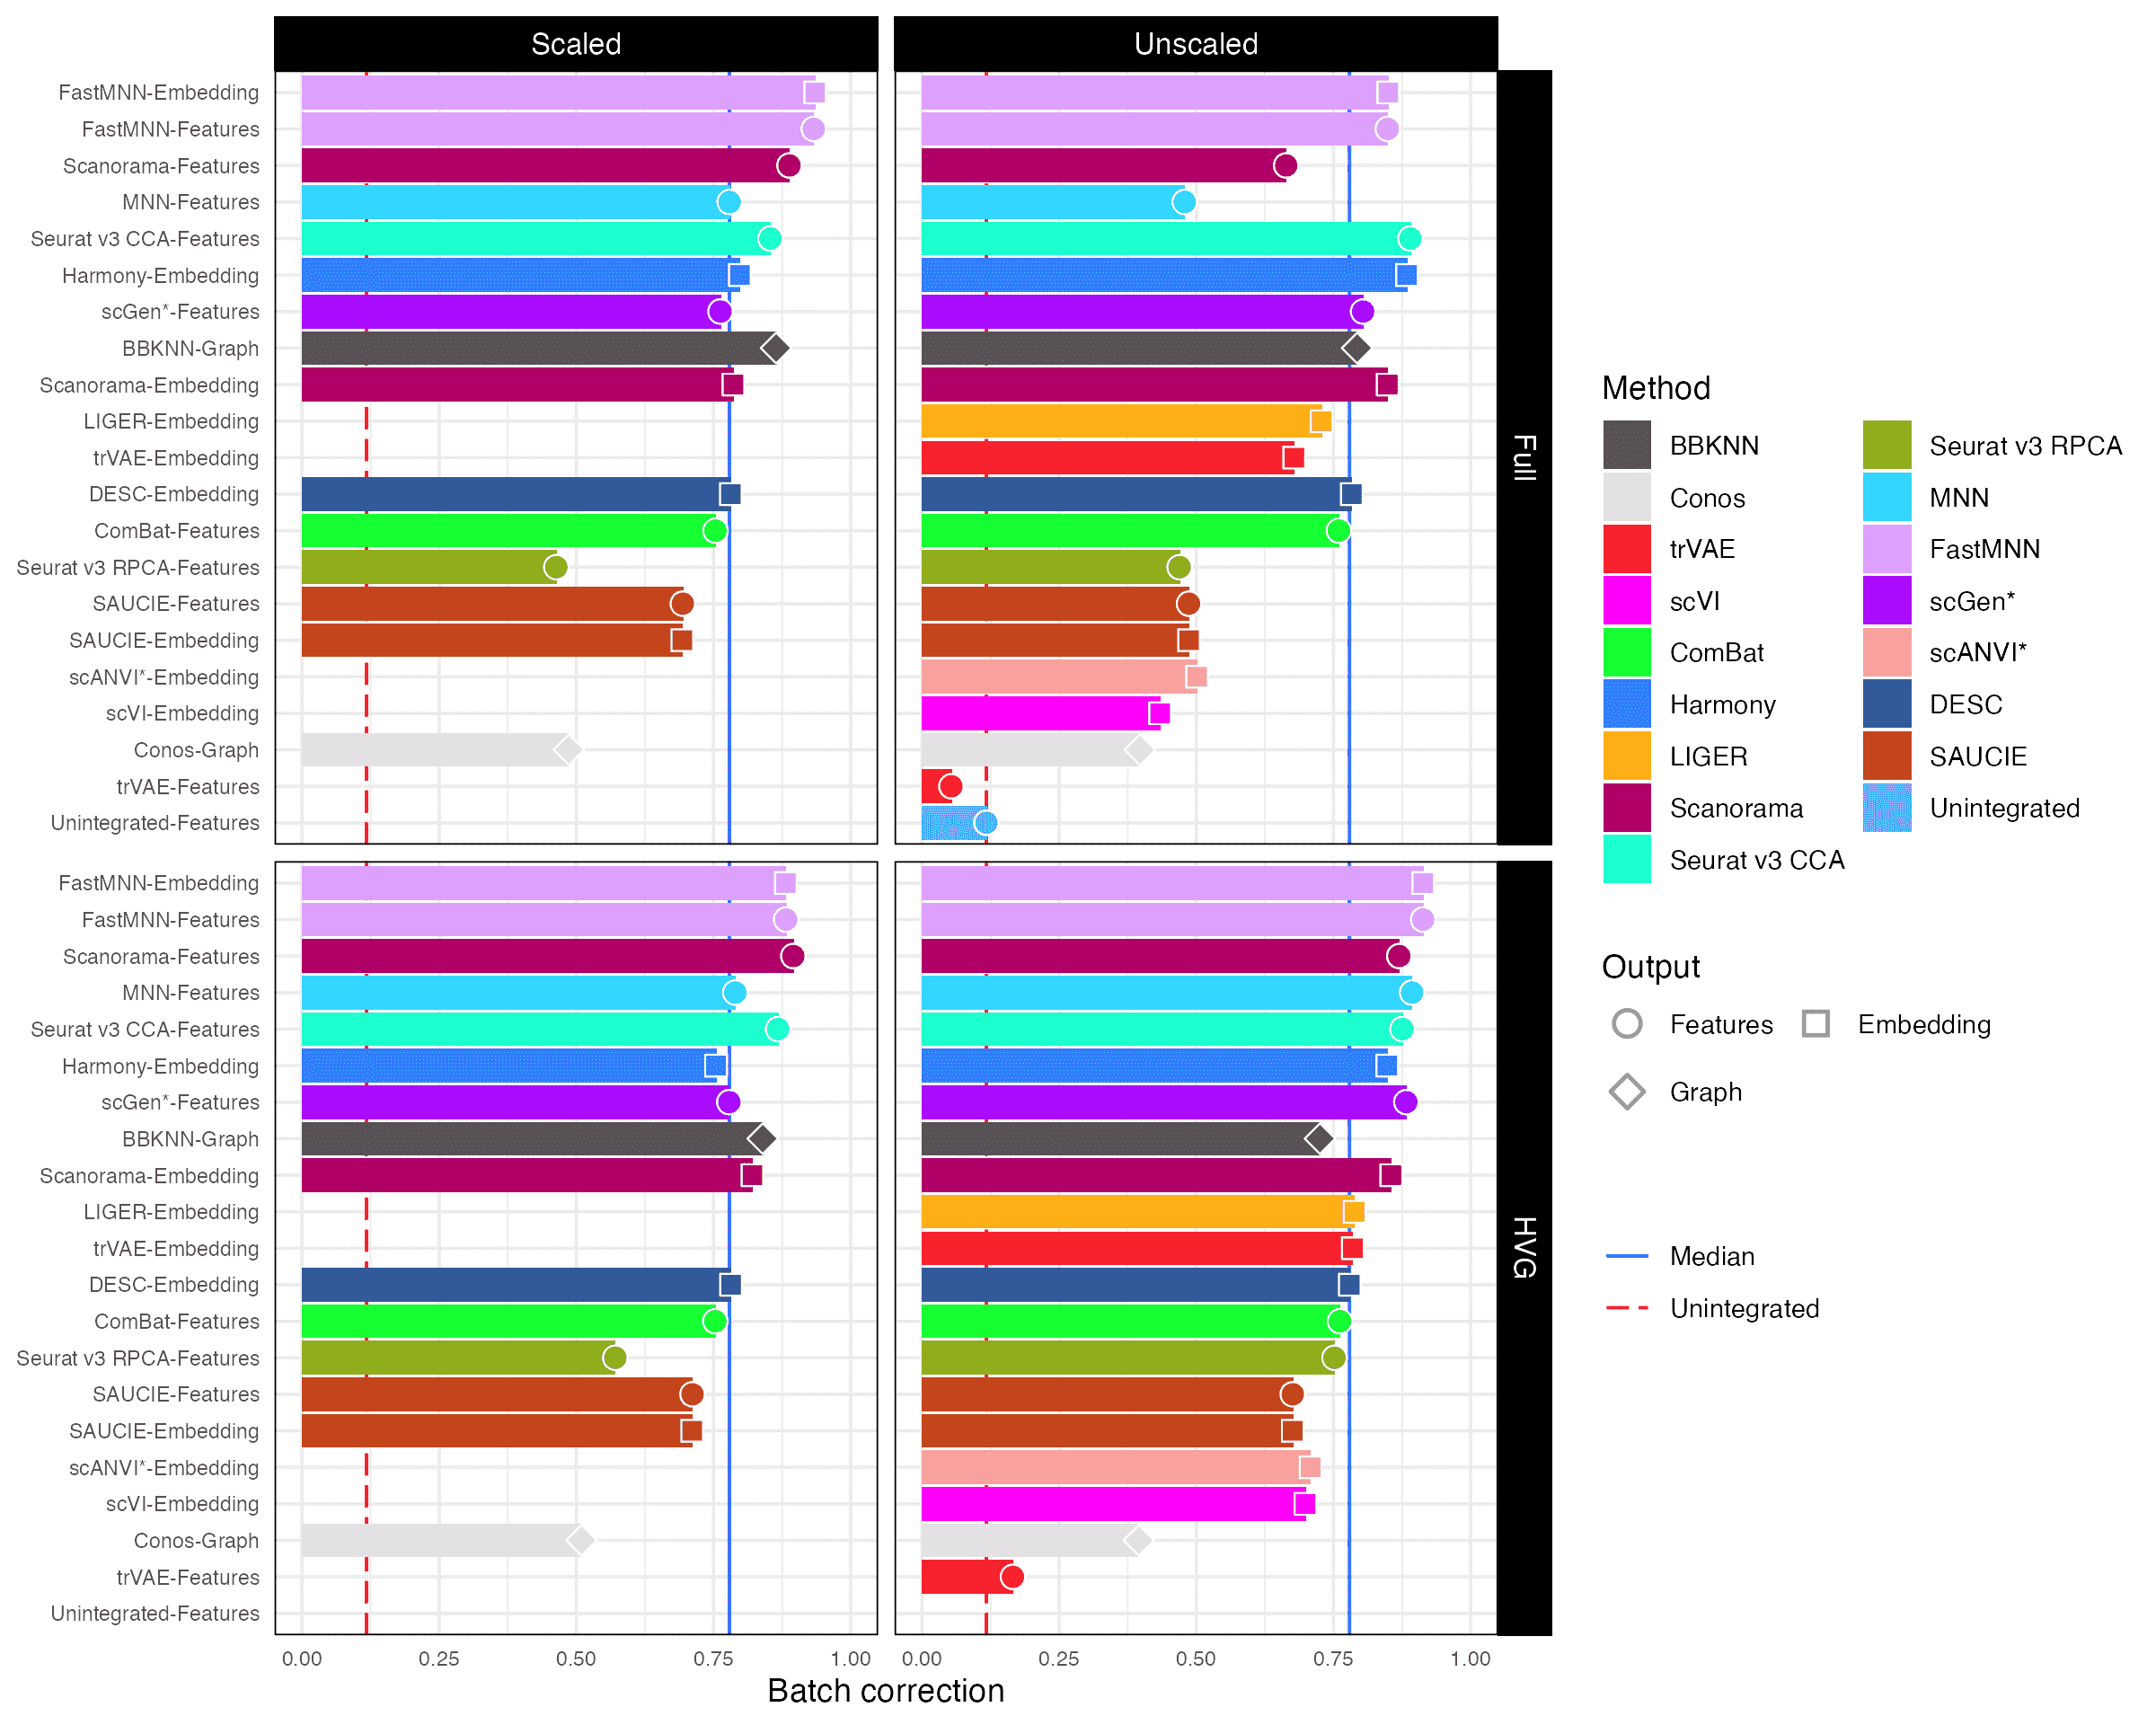 Scaled
Unscaled
FastMNN-Embedding
FastMNN-Features
Scanorama-Features
MNN-Features
Seurat v3 CCA-Features
Harmony-Embedding
scGen*-Features
BBKNN-Graph
Scanorama-Embedding
LIGER-Embedding
trVAE-Embedding
DESC-Embedding
ComBat-Features
Seurat v3 RPCA-Features
SAUCIE-Features
SAUCIE-Embedding
scANVI*-Embedding
scVI-Embedding
Conos-Graph
trVAE-Features
Unintegrated-Features
Full
FastMNN-Embedding
FastMNN-Features
Scanorama-Features
MNN-Features
Seurat v3 CCA-Features
Harmony-Embedding
scGen*-Features
BBKNN-Graph
Scanorama-Embedding
LIGER-Embedding
trVAE-Embedding
DESC-Embedding
ComBat-Features
Seurat v3 RPCA-Features
SAUCIE-Features
SAUCIE-Embedding
scANVI*-Embedding
scVI-Embedding
Conos-Graph
trVAE-Features
Unintegrated-Features
HVG
0.00 0.25 0.50 0.75 1.00
0.00 0.25 0.50 0.75 1.00
Batch correction
Method
BBKNN
Conos
trVAE
scVI
ComBat
Harmony
LIGER
Scanorama
Seurat v3 CCA
Seurat v3 RPCA
MNN
FastMNN
scGen*
scANVI*
DESC
SAUCIE
Unintegrated
Output
Features
Embedding
Graph
Median
Unintegrated